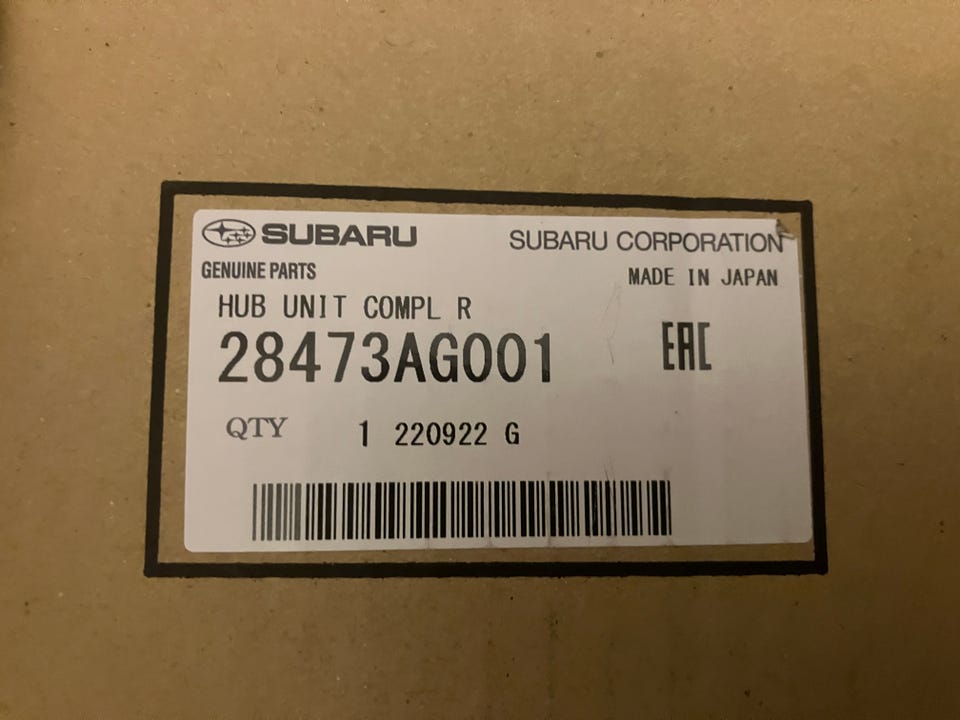 SUBARU SUBARU CORPORATION
GENUINE PARTS MADE IN JAPAN
HUB UNIT COMPL R
28473AG001 EAC
QTY 1 220922 G